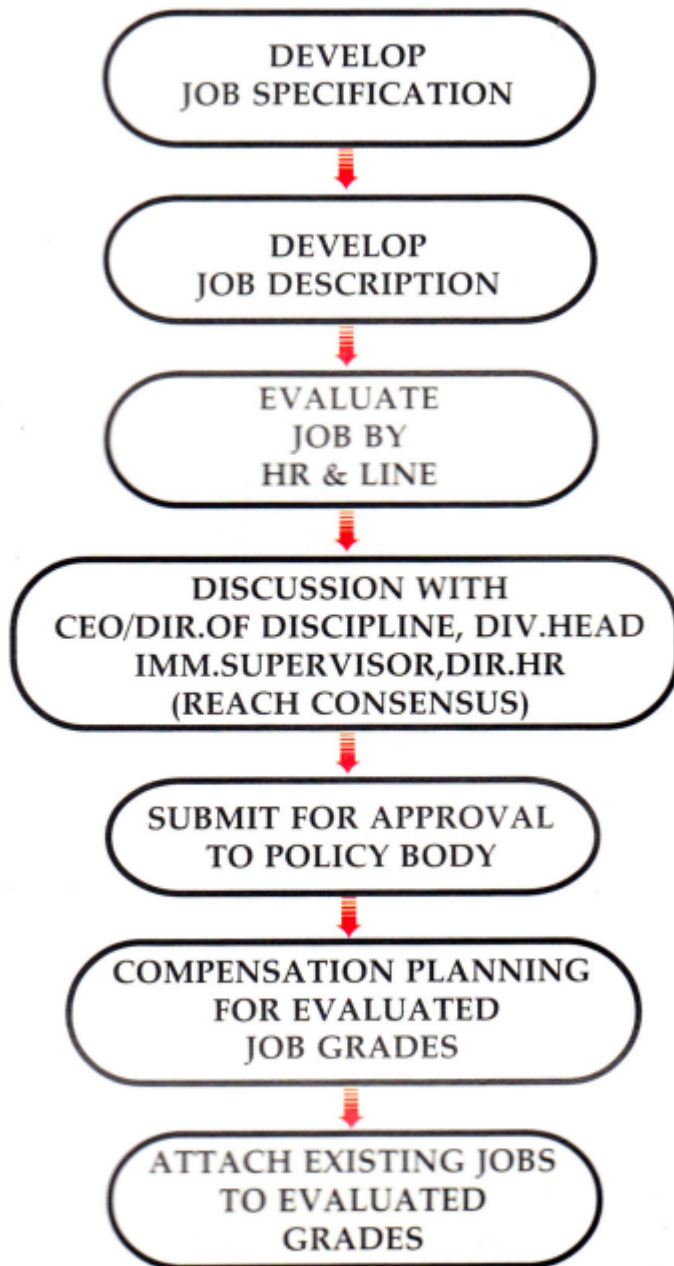 DEVELOP
JOB SPECIFICATION
DEVELOP
JOB DESCRIPTION
EVALUATE
JOB BY
HR & LINE
DISCUSSION WITH
CEO/DIR.OF DISCIPLINE, DIV.HEAD
IMM.SUPERVISOR,DIR.HR
(REACH CONSENSUS)
SUBMIT FOR APPROVAL
TO POLICY BODY
COMPENSATION PLANNING
FOR EVALUATED
JOB GRADES
ATTACH EXISTING JOBS
TO EVALUATED
GRADES